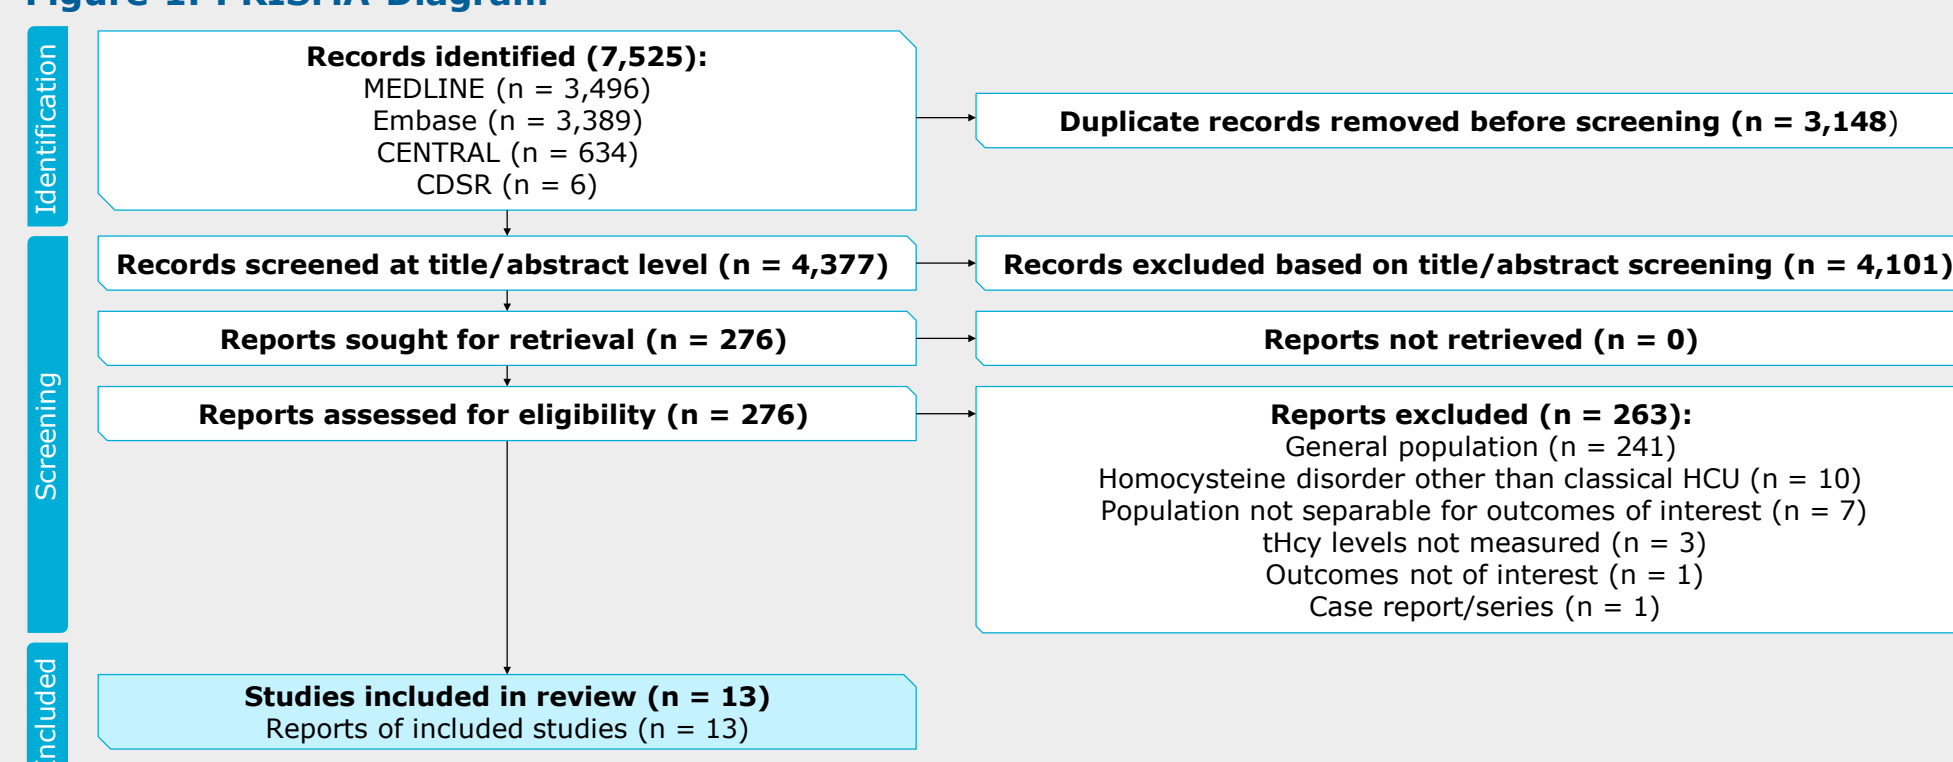 Figure 1: PRISMA Diagram
Identification
Records identified (7,525):
MEDLINE (n = 3,496)
Embase (n = 3,389)
CENTRAL (n = 634)
CDSR (n = 6)
Duplicate records removed before screening (n = 3,148)
Screening
Records screened at title/abstract level (n = 4,377)
Records excluded based on title/abstract screening (n = 4,101)
Reports sought for retrieval (n = 276)
Reports not retrieved (n = 0)
Reports assessed for eligibility (n = 276)
Reports excluded (n = 263):
General population (n = 241)
Homocysteine disorder other than classical HCU (n = 10)
Population not separable for outcomes of interest (n = 7)
tHcy levels not measured (n = 3)
Outcomes not of interest (n = 1)
Case report/series (n = 1)
Included
Studies included in review (n = 13)
Reports of included studies (n = 13)